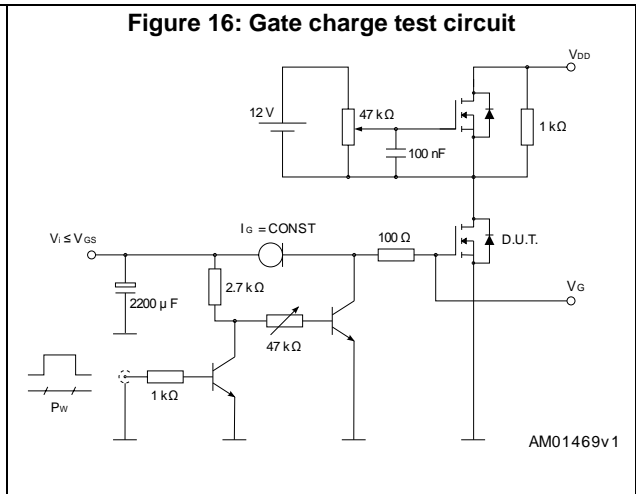 Figure 16: Gate charge test circuit
VDD
12 V
47 kΩ
1 kΩ
100 nF
IG = CONST
Vi ≤ VGS
100 Ω
D.U.T.
2.7 kΩ
VG
2200 μF
47 kΩ
1 kΩ
PW
AM01469v1